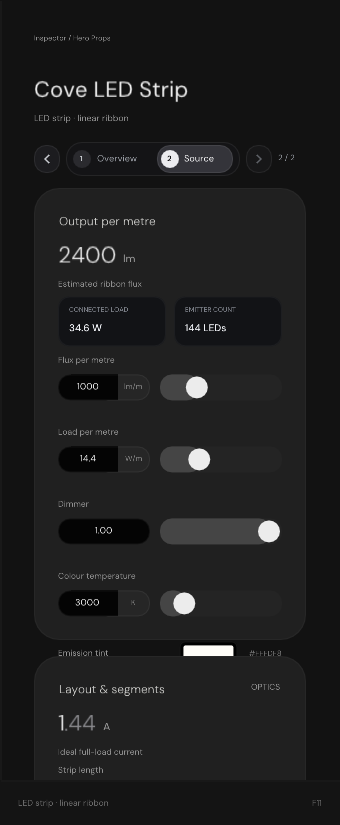 Inspector / Hero Props
Cove LED Strip
LED strip · linear ribbon
1 Overview 2 Source 2 / 2
Output per metre
2400 lm
Estimated ribbon flux
CONNECTED LOAD EMITTER COUNT
34.6 W 144 LEDs
Flux per metre
1000 lm/m
Load per metre
14.4 W/m
Dimmer
1.00
Colour temperature
3000 K
Emission tint #FFFDF8
Layout & segments OPTICS
1.44 A
Ideal full-load current
Strip length
LED strip · linear ribbon F11